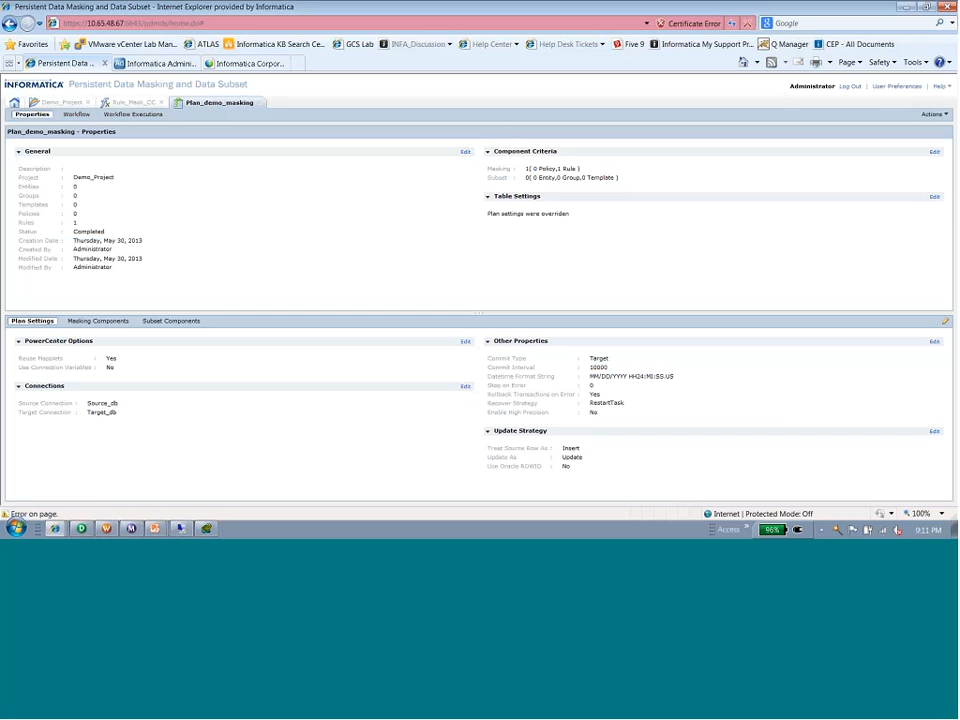 Persistent Data Masking and Data Subset - Internet Explorer provided by Informatica
https://10.65.48.67:6643/pdmds/home.do# Certificate Error Google
Favorites VMware vCenter Lab Man... ATLAS Informatica KB Search Ce... GCS Lab INFA_Discussion Help Center Help Desk Tickets Five 9 Informatica My Support Pr... Q Manager CEP - All Documents
Persistent Data ... Informatica Admini... Informatica Corpor... Page Safety Tools
INFORMATICA Persistent Data Masking and Data Subset Administrator Log Out | User Preferences | Help
Demo_Project Rule_Mask_CC Plan_demo_masking
Properties Workflow Workflow Executions Actions
Plan_demo_masking - Properties
General Edit
Description :
Project : Demo_Project
Entities : 0
Groups : 0
Templates : 0
Policies : 0
Rules : 1
Status : Completed
Creation Date : Thursday, May 30, 2013
Created By : Administrator
Modified Date : Thursday, May 30, 2013
Modified By : Administrator
Component Criteria Edit
Masking : 1( 0 Policy,1 Rule )
Subset : 0( 0 Entity,0 Group,0 Template )
Table Settings Edit
Plan settings were overriden
Plan Settings Masking Components Subset Components
PowerCenter Options Edit
Reuse Mapplets : Yes
Use Connection Variables : No
Connections Edit
Source Connection : Source_db
Target Connection : Target_db
Other Properties Edit
Commit Type : Target
Commit Interval : 10000
Datetime Format String : MM/DD/YYYY HH24:MI:SS.US
Stop on Error : 0
Rollback Transactions on Error : Yes
Recover Strategy : RestartTask
Enable High Precision : No
Update Strategy Edit
Treat Source Row As : Insert
Update As : Update
Use Oracle ROWID : No
Error on page. Internet | Protected Mode: Off 100%
Access 96% 9:11 PM